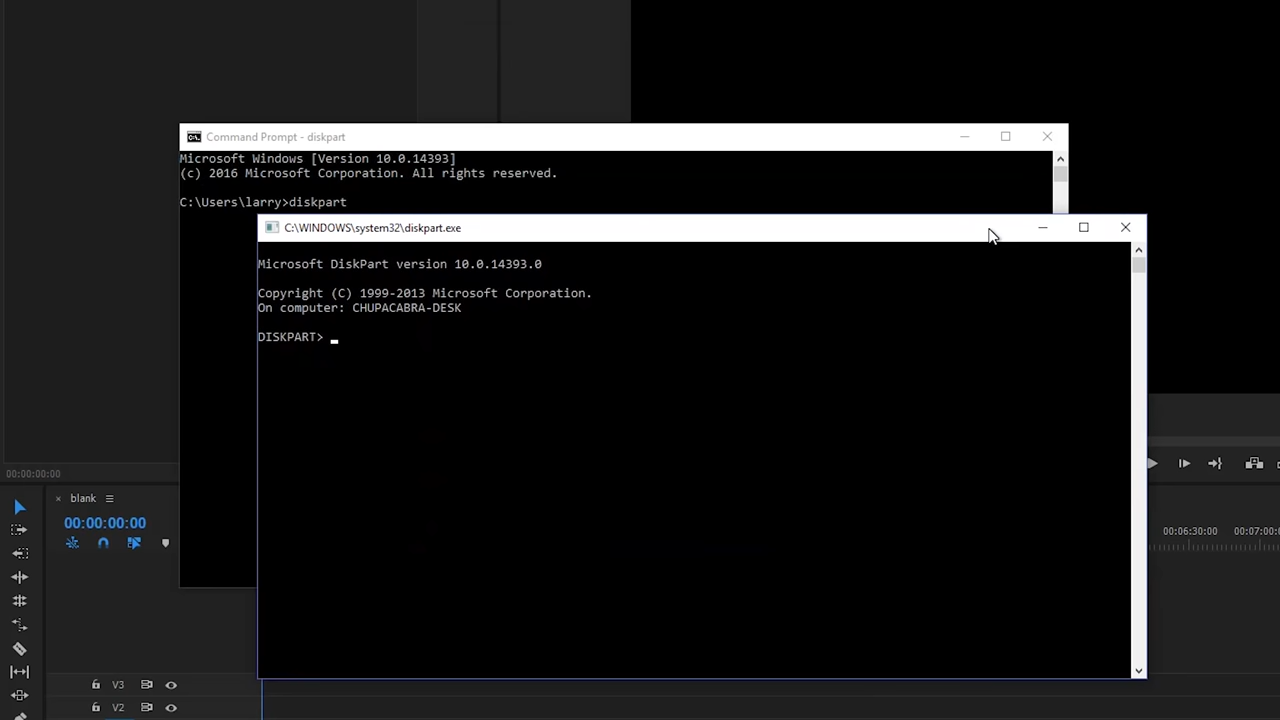 Command Prompt - diskpart
Microsoft Windows [Version 10.0.14393]
(c) 2016 Microsoft Corporation. All rights reserved.
C:\Users\larry>diskpart
C:\WINDOWS\system32\diskpart.exe
Microsoft DiskPart version 10.0.14393.0
Copyright (C) 1999-2013 Microsoft Corporation.
On computer: CHUPACABRA-DESK
DISKPART>
00:00:00:00
blank
00:00:00:00
00:06:30:00 00:07:00:0
V3
V2